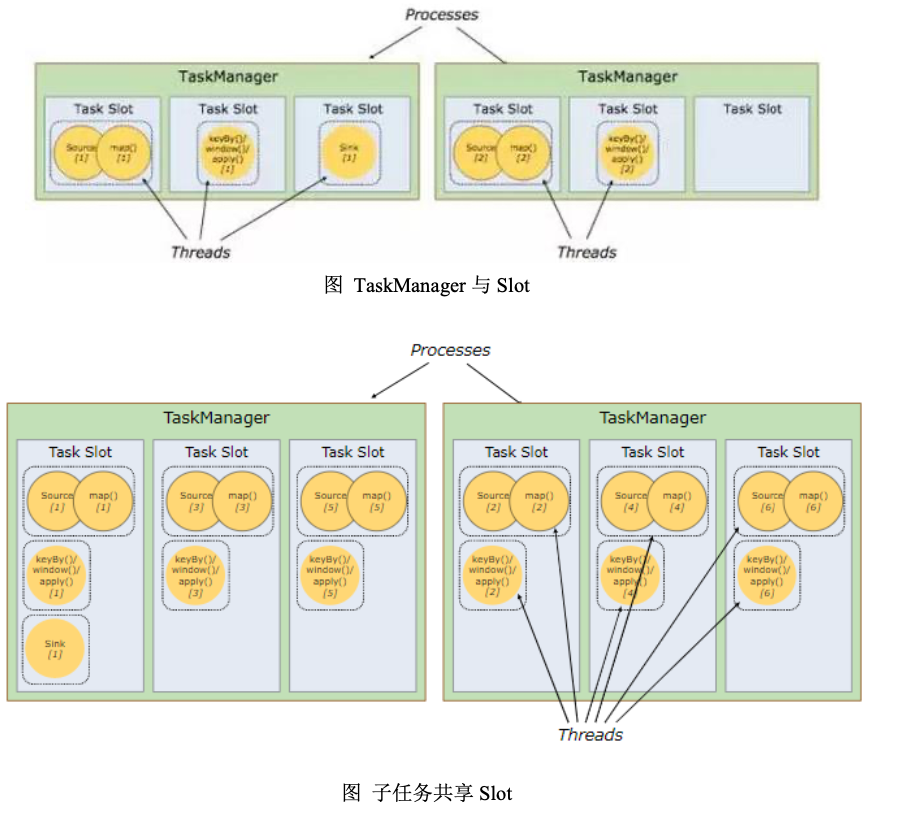 Processes
TaskManager
TaskManager
Task Slot
Task Slot
Task Slot
Task Slot
Task Slot
Task Slot
Source
[1]
map()
[1]
keyBy()/
window()/
apply()
[1]
Sink
[1]
Source
[2]
map()
[2]
keyBy()/
window()/
apply()
[2]
Threads
Threads
图 TaskManager 与 Slot
Processes
TaskManager
TaskManager
Task Slot
Task Slot
Task Slot
Task Slot
Task Slot
Task Slot
Source
[1]
map()
[1]
Source
[3]
map()
[3]
Source
[5]
map()
[5]
Source
[2]
map()
[2]
Source
[4]
map()
[4]
Source
[6]
map()
[6]
keyBy()/
window()/
apply()
[1]
keyBy()/
window()/
apply()
[3]
keyBy()/
window()/
apply()
[5]
keyBy()/
window()/
apply()
[2]
keyBy()/
window()/
apply()
[4]
keyBy()/
window()/
apply()
[6]
Sink
[1]
Threads
图 子任务共享 Slot